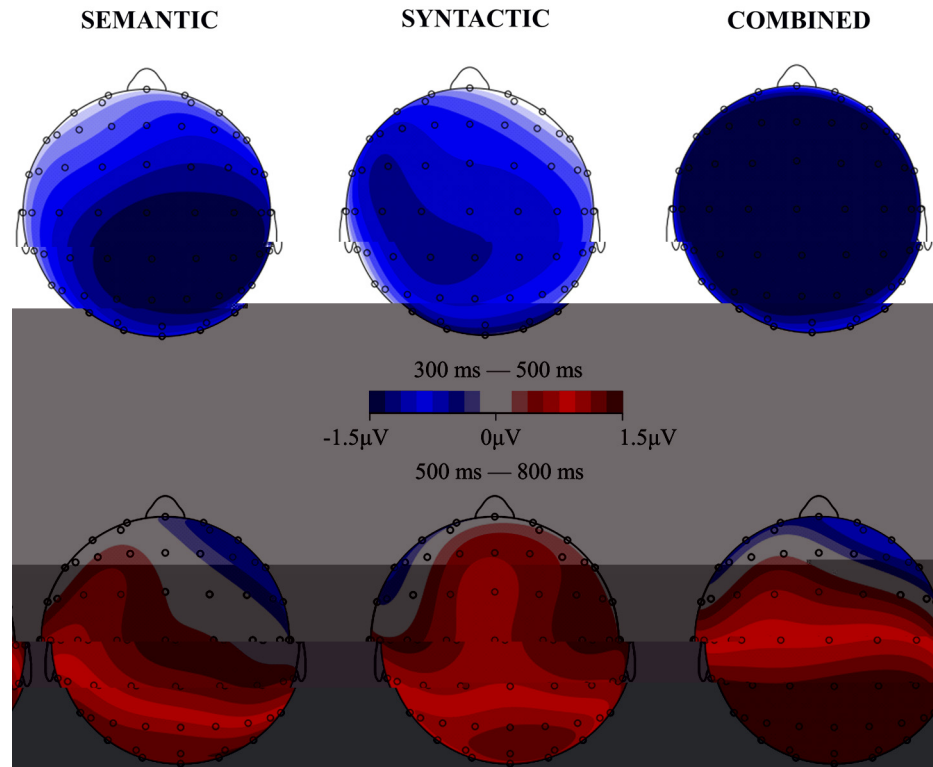 SEMANTIC SYNTACTIC COMBINED
300 ms — 500 ms
-1.5μV 0μV 1.5μV
500 ms — 800 ms